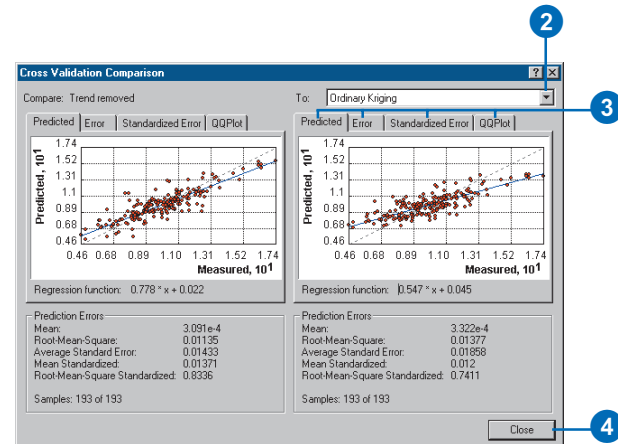 2
Cross Validation Comparison
Compare: Trend removed
To: Ordinary Kriging
3
Predicted Error Standardized Error QQPlot
Predicted, 10¹
1.74
1.52
1.31
1.1
0.89
0.68
0.46
0.46 0.68 0.89 1.10 1.31 1.52 1.74
Measured, 10¹
Regression function: 0.778 * x + 0.022
Prediction Errors
Mean: 3.091e-4
Root-Mean-Square: 0.01135
Average Standard Error: 0.01433
Mean Standardized: 0.01371
Root-Mean-Square Standardized: 0.8336
Samples: 193 of 193
Predicted Error Standardized Error QQPlot
Predicted, 10¹
1.74
1.52
1.31
1.1
0.89
0.68
0.46
0.46 0.68 0.89 1.10 1.31 1.52 1.74
Measured, 10¹
Regression function: 0.547 * x + 0.045
Prediction Errors
Mean: 3.322e-4
Root-Mean-Square: 0.01377
Average Standard Error: 0.01858
Mean Standardized: 0.012
Root-Mean-Square Standardized: 0.7411
Samples: 193 of 193
Close
4